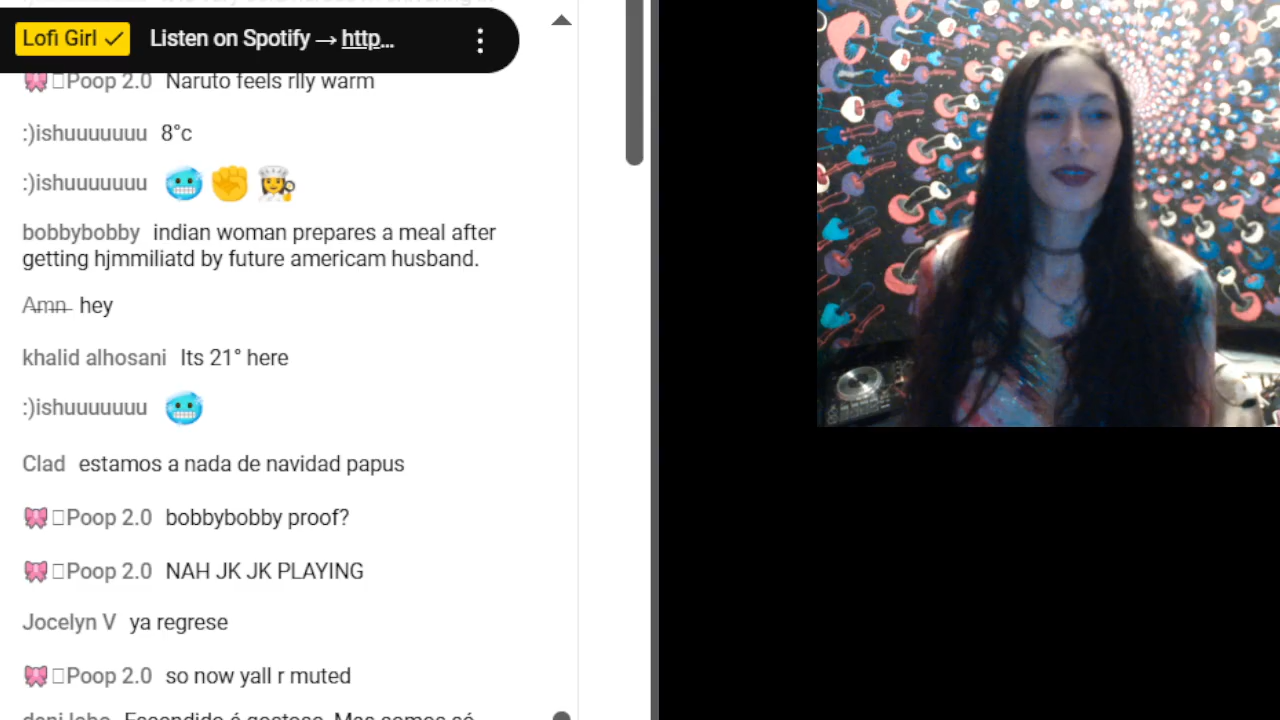 Lofi Girl ✓ Listen on Spotify → http...
Poop 2.0 Naruto feels rlly warm
:)ishuuuuuuu 8°c
:)ishuuuuuuu 🥶✊👩‍🍳
bobbybobby indian woman prepares a meal after
getting hjmmiliatd by future americam husband.
Amn hey
khalid alhosani Its 21° here
:)ishuuuuuuu 🥶
Clad estamos a nada de navidad papus
Poop 2.0 bobbybobby proof?
Poop 2.0 NAH JK JK PLAYING
Jocelyn V ya regrese
Poop 2.0 so now yall r muted